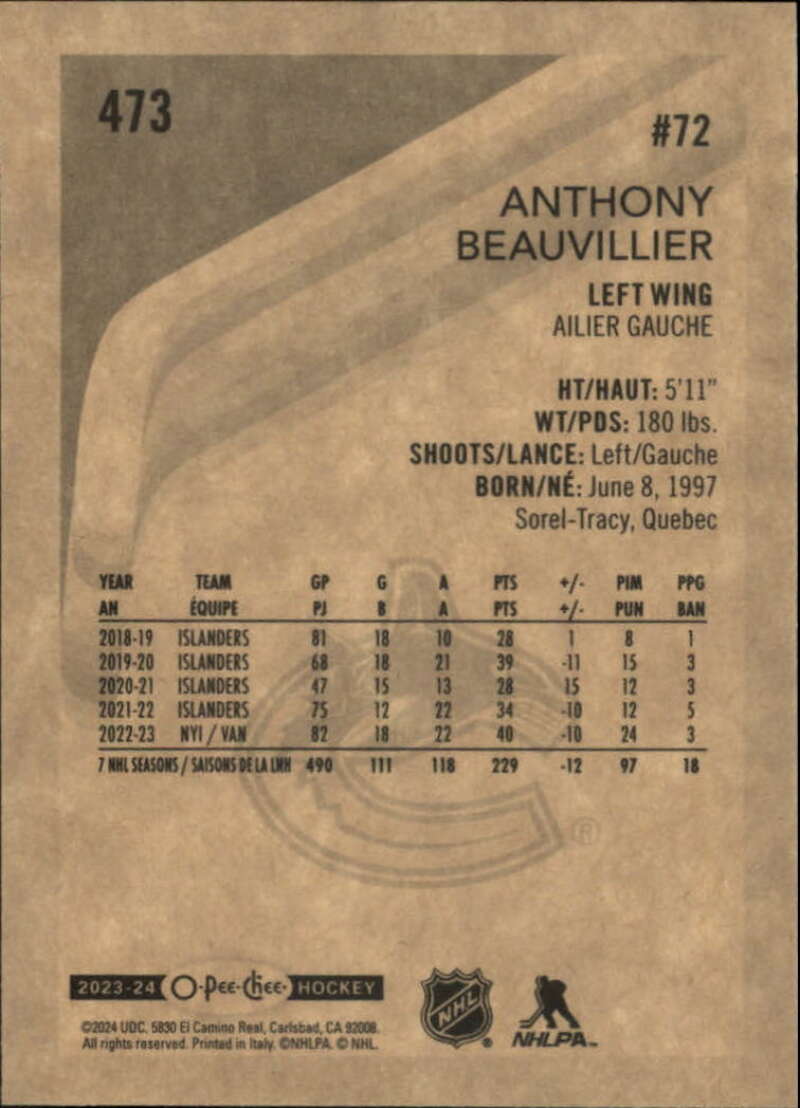 473
#72
ANTHONY
BEAUVILLIER
LEFT WING
AILIER GAUCHE
HT/HAUT: 5'11"
WT/PDS: 180 lbs.
SHOOTS/LANCE: Left/Gauche
BORN/NÉ: June 8, 1997
Sorel-Tracy, Quebec
YEAR TEAM GP G A PTS +/- PIM PPG
AN ÉQUIPE PJ B A PTS +/- PUN BAN
2018-19 ISLANDERS 81 18 10 28 1 8 1
2019-20 ISLANDERS 68 18 21 39 -11 15 3
2020-21 ISLANDERS 47 15 13 28 15 12 3
2021-22 ISLANDERS 75 12 22 34 -10 12 5
2022-23 NYI / VAN 82 18 22 40 -10 24 3
7 NHL SEASONS / SAISONS DE LA LNH 490 111 118 229 -12 97 18
®
2023-24 O-Pee-Chee HOCKEY
©2024 UDC. 5830 El Camino Real, Carlsbad, CA 92008.
All rights reserved. Printed in Italy. ©NHLPA. © NHL.
NHL ®
NHLPA™